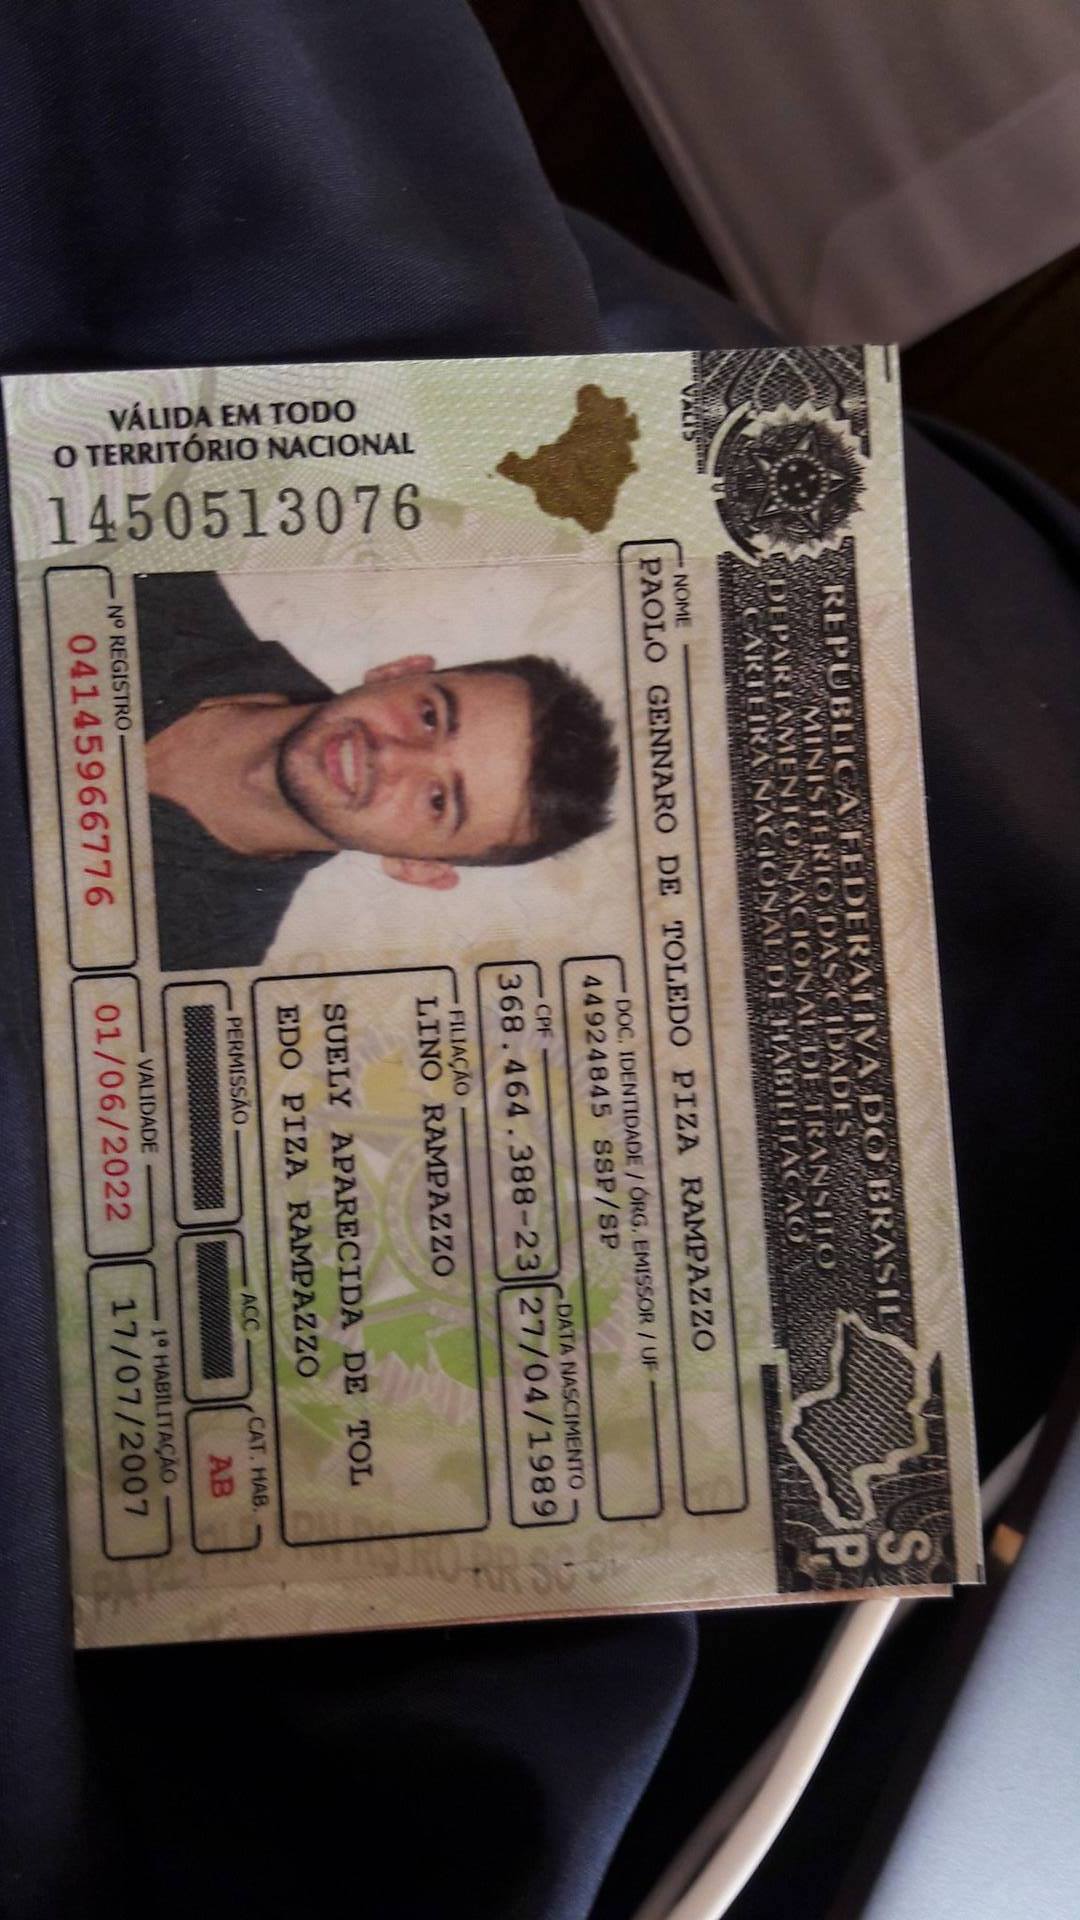 REPÚBLICA FEDERATIVA DO BRASIL
MINISTÉRIO DAS CIDADES
DEPARTAMENTO NACIONAL DE TRÂNSITO
CARTEIRA NACIONAL DE HABILITAÇÃO
SP
NOME
PAOLO GENNARO DE TOLEDO PIZA RAMPAZZO
DOC. IDENTIDADE / ÓRG. EMISSOR / UF
44924845 SSP/SP
CPF
368.464.388-23
DATA NASCIMENTO
27/04/1989
FILIAÇÃO
LINO RAMPAZZO
SUELY APARECIDA DE TOL
EDO PIZA RAMPAZZO
PERMISSÃO
ACC
CAT. HAB.
AB
Nº REGISTRO
04145966776
VALIDADE
01/06/2022
1ª HABILITAÇÃO
17/07/2007
VÁLIDA EM TODO
O TERRITÓRIO NACIONAL
1450513076